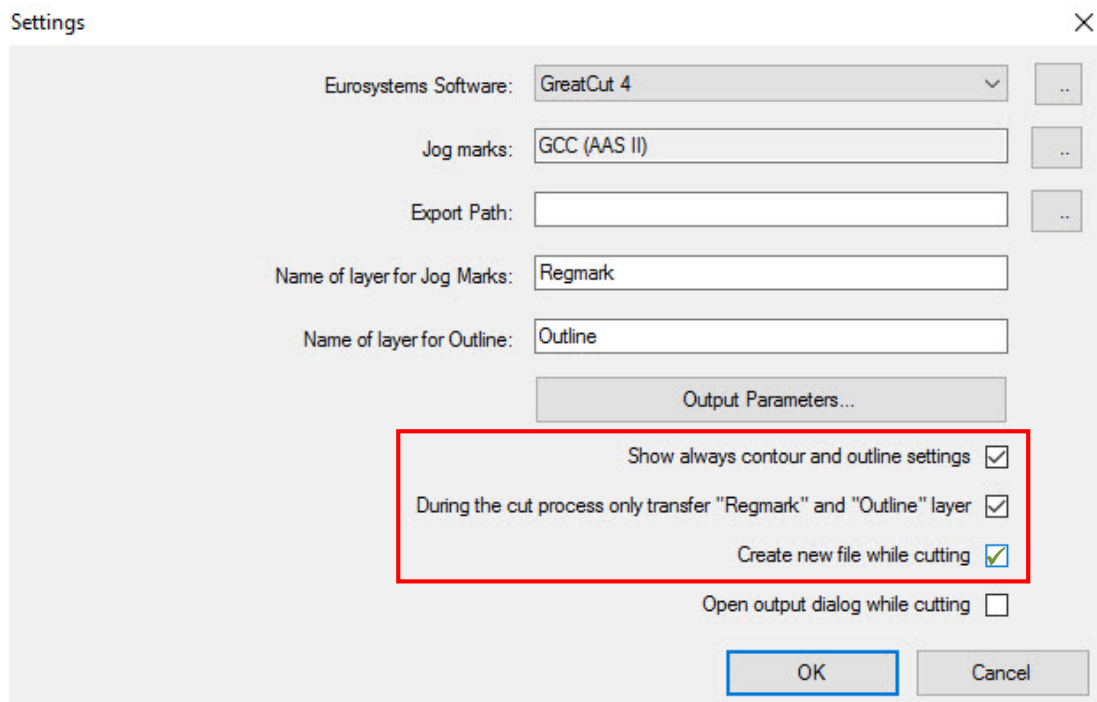 Settings
Eurosystems Software: GreatCut 4 ..
Jog marks: GCC (AAS II) ..
Export Path: ..
Name of layer for Jog Marks: Regmark
Name of layer for Outline: Outline
Output Parameters...
Show always contour and outline settings
During the cut process only transfer "Regmark" and "Outline" layer
Create new file while cutting
Open output dialog while cutting
OK Cancel